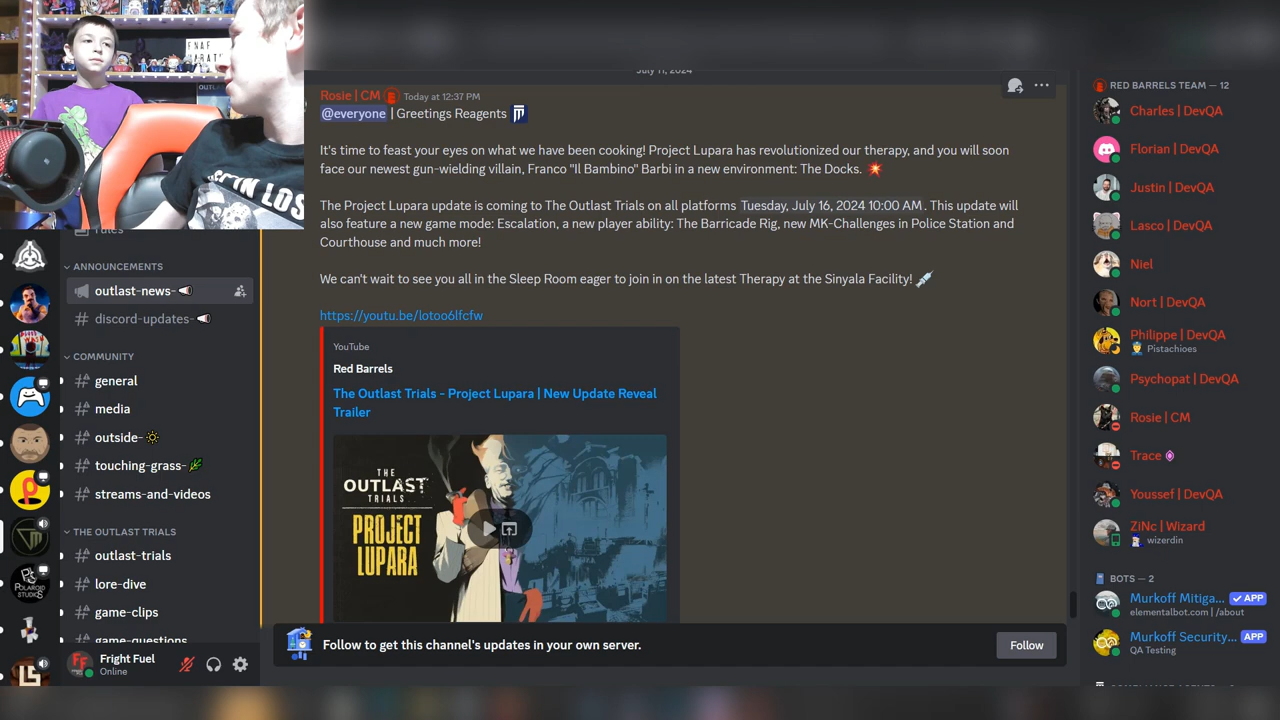 FNAF
July 11, 2024
Rosie | CM Today at 12:37 PM
@everyone | Greetings Reagents
It's time to feast your eyes on what we have been cooking! Project Lupara has revolutionized our therapy, and you will soon
face our newest gun-wielding villain, Franco "Il Bambino" Barbi in a new environment: The Docks.
The Project Lupara update is coming to The Outlast Trials on all platforms Tuesday, July 16, 2024 10:00 AM. This update will
also feature a new game mode: Escalation, a new player ability: The Barricade Rig, new MK-Challenges in Police Station and
Courthouse and much more!
We can't wait to see you all in the Sleep Room eager to join in on the latest Therapy at the Sinyala Facility!
https://youtu.be/lotoo6lfcfw
YouTube
Red Barrels
The Outlast Trials - Project Lupara | New Update Reveal
Trailer
THE
OUTLAST
TRIALS
PROJECT
LUPARA
Follow to get this channel's updates in your own server.
Follow
Rules
ANNOUNCEMENTS
outlast-news-
discord-updates-
COMMUNITY
general
media
outside-
touching-grass-
streams-and-videos
THE OUTLAST TRIALS
outlast-trials
lore-dive
game-clips
game-questions
Fright Fuel
Online
RED BARRELS TEAM — 12
Charles | DevQA
Florian | DevQA
Justin | DevQA
Lasco | DevQA
Niel
Nort | DevQA
Philippe | DevQA
Pistachioes
Psychopat | DevQA
Rosie | CM
Trace
Youssef | DevQA
ZiNc | Wizard
wizerdin
BOTS — 2
Murkoff Mitiga... APP
elementalbot.com | /about
Murkoff Security... APP
QA Testing